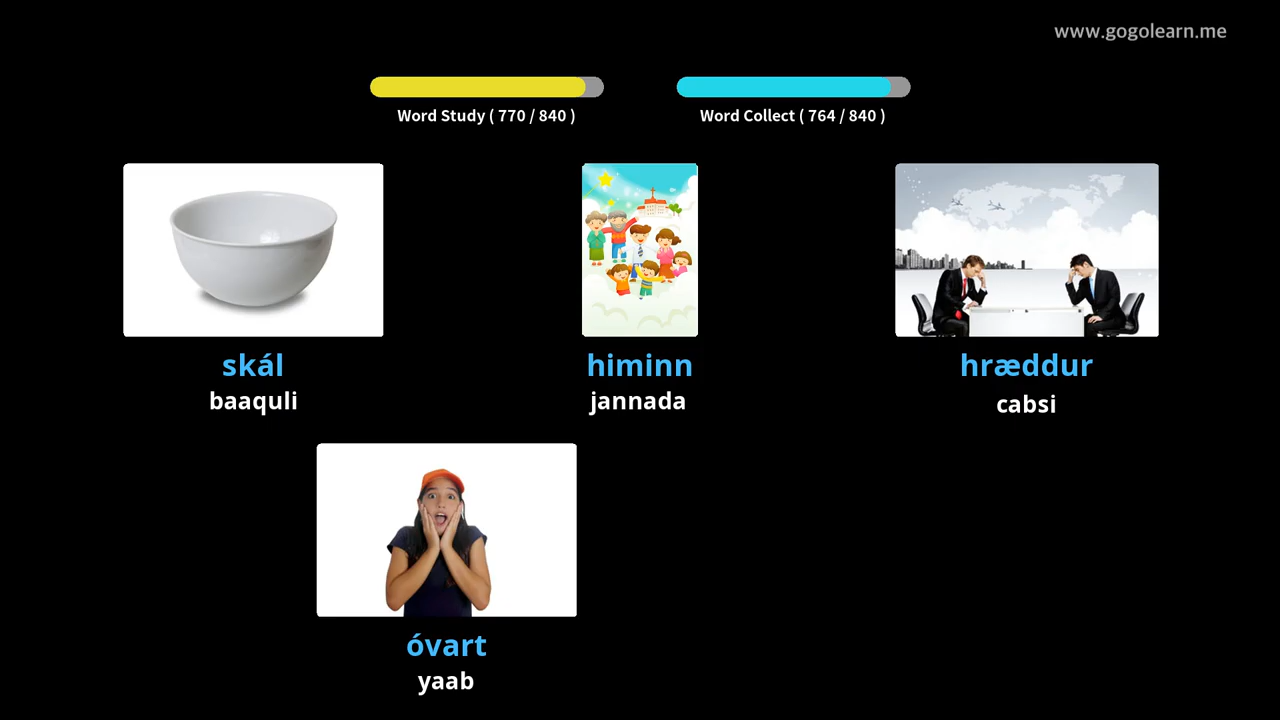 www.gogolearn.me
Word Study ( 770 / 840 )
Word Collect ( 764 / 840 )
skál
baaquli
himinn
jannada
hræddur
cabsi
óvart
yaab